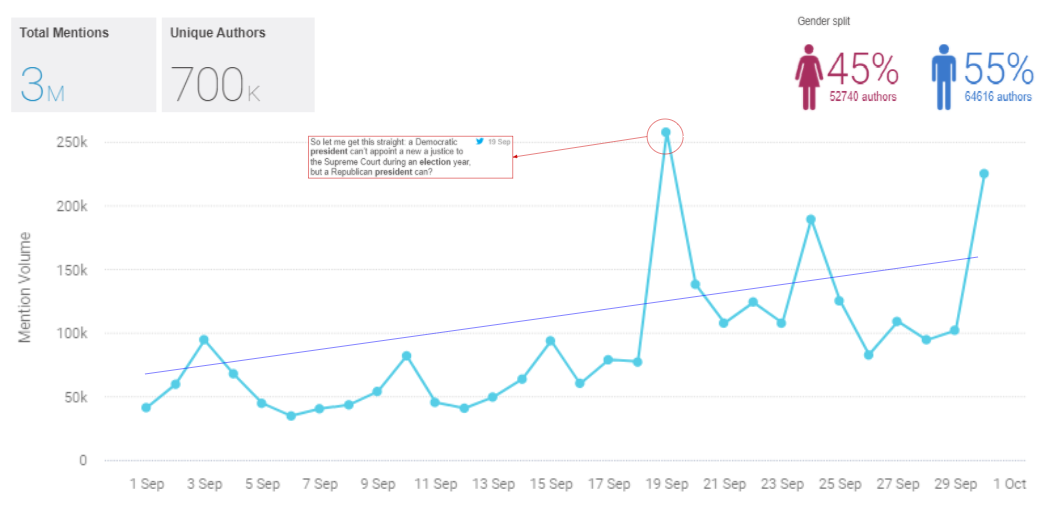 Total Mentions
3M
Unique Authors
700K
Gender split
45%
52740 authors
55%
64616 authors
So let me get this straight: a Democratic
president can't appoint a new a justice to
the Supreme Court during an election year,
but a Republican president can?
19 Sep
Mention Volume
250k
200k
150k
100k
50k
0
1 Sep 3 Sep 5 Sep 7 Sep 9 Sep 11 Sep 13 Sep 15 Sep 17 Sep 19 Sep 21 Sep 23 Sep 25 Sep 27 Sep 29 Sep 1 Oct